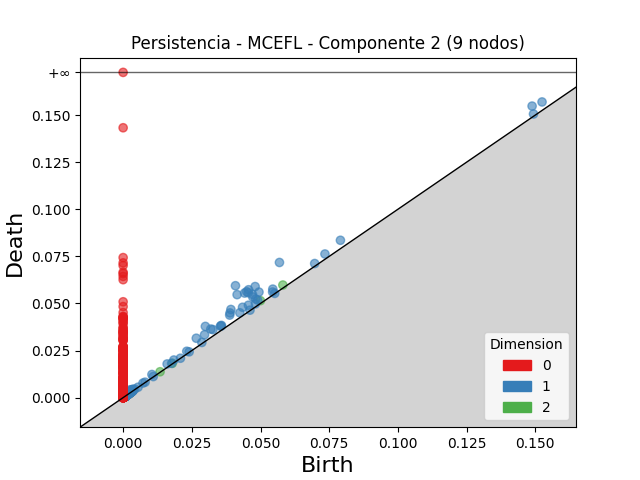 Persistencia - MCEFL - Componente 2 (9 nodos)
+∞
0.150
0.125
0.100
0.075
0.050
0.025
0.000
Death
Dimension
0
1
2
0.000 0.025 0.050 0.075 0.100 0.125 0.150
Birth